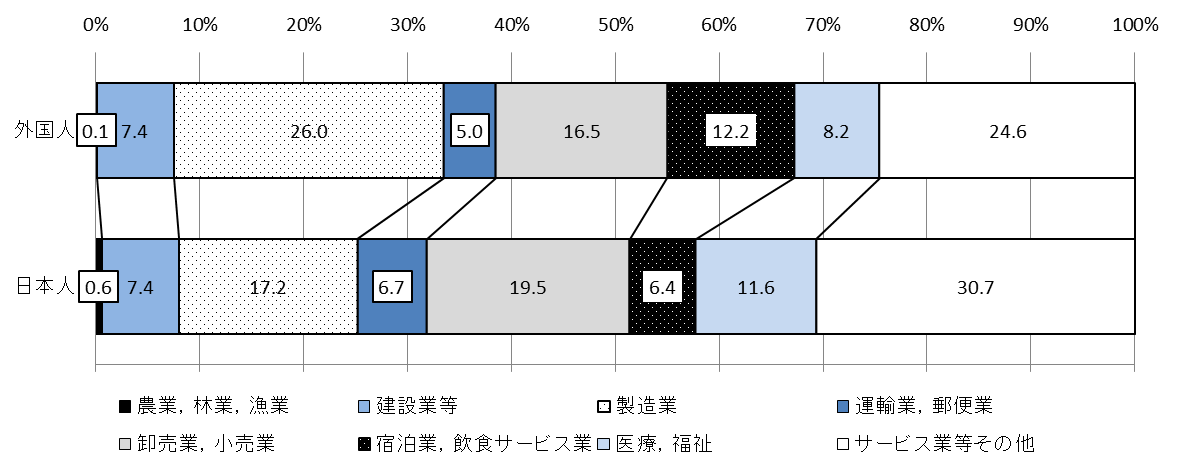 0% 10% 20% 30% 40% 50% 60% 70% 80% 90% 100%
外国人 0.1 7.4 26.0 5.0 16.5 12.2 8.2 24.6
日本人 0.6 7.4 17.2 6.7 19.5 6.4 11.6 30.7
農業，林業，漁業 建設業等 製造業 運輸業，郵便業
卸売業，小売業 宿泊業，飲食サービス業 医療，福祉 サービス業等その他